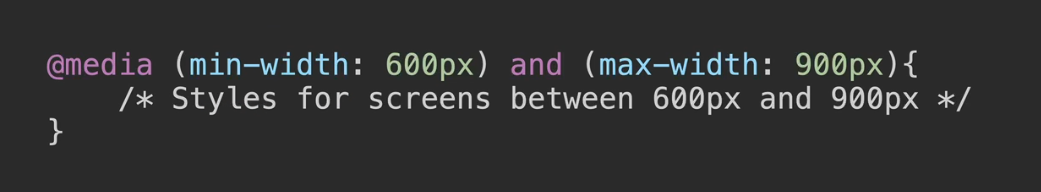 @media (min-width: 600px) and (max-width: 900px){
    /* Styles for screens between 600px and 900px */
}